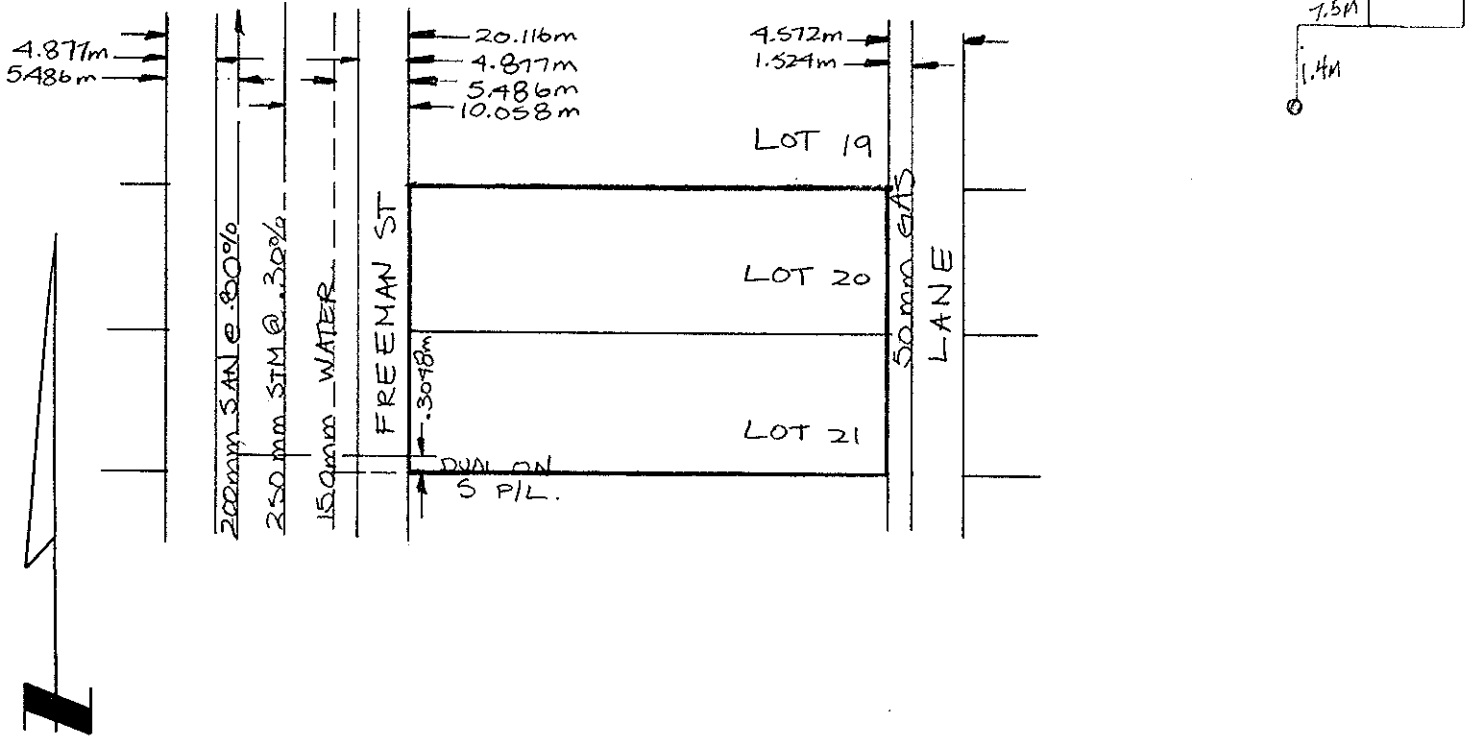 4.877m
5.486m
20.116m
4.877m
5.486m
10.058m
4.572m
1.524m
7.5M
1.4M
LOT 19
LOT 20
LOT 21
200mm SAN @ .80%
250mm STM @ .30%
150mm WATER
FREEMAN ST
.3048m
DUAL ON
S P/L.
50mm GAS
LANE
N